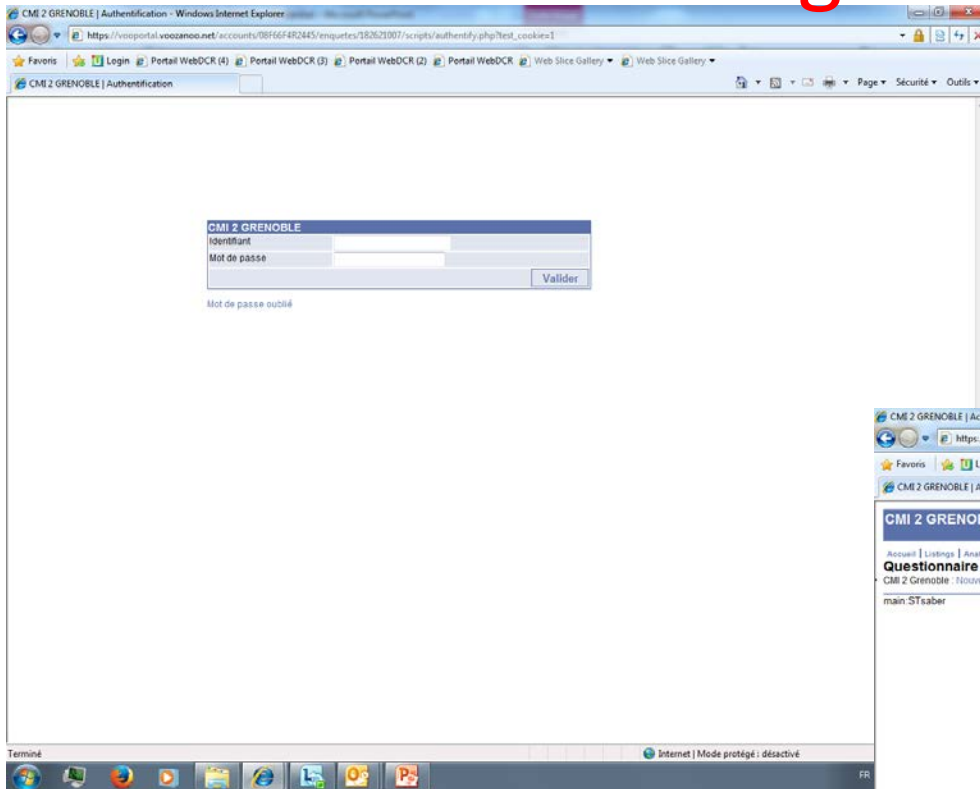 g
CMI 2 GRENOBLE | Authentification - Windows Internet Explorer
https://vooportal.voozanoo.net/accounts/08F66F4R2445/enquetes/182621007/scripts/authentify.php?test_cookie=1
Favoris Login Portail WebDCR (4) Portail WebDCR (3) Portail WebDCR (2) Portail WebDCR Web Slice Gallery Web Slice Gallery
CMI 2 GRENOBLE | Authentification Page Sécurité Outils
CMI 2 GRENOBLE
Identifiant
Mot de passe
Valider
Mot de passe oublié
Terminé Internet | Mode protégé : désactivé
FR
CMI 2 GRENOBLE | Ac
https:
Favoris L
CMI 2 GRENOBLE | A
CMI 2 GRENOB
Accueil | Listings | Anal
Questionnaire
CMI 2 Grenoble : Nouv
main:STsaber